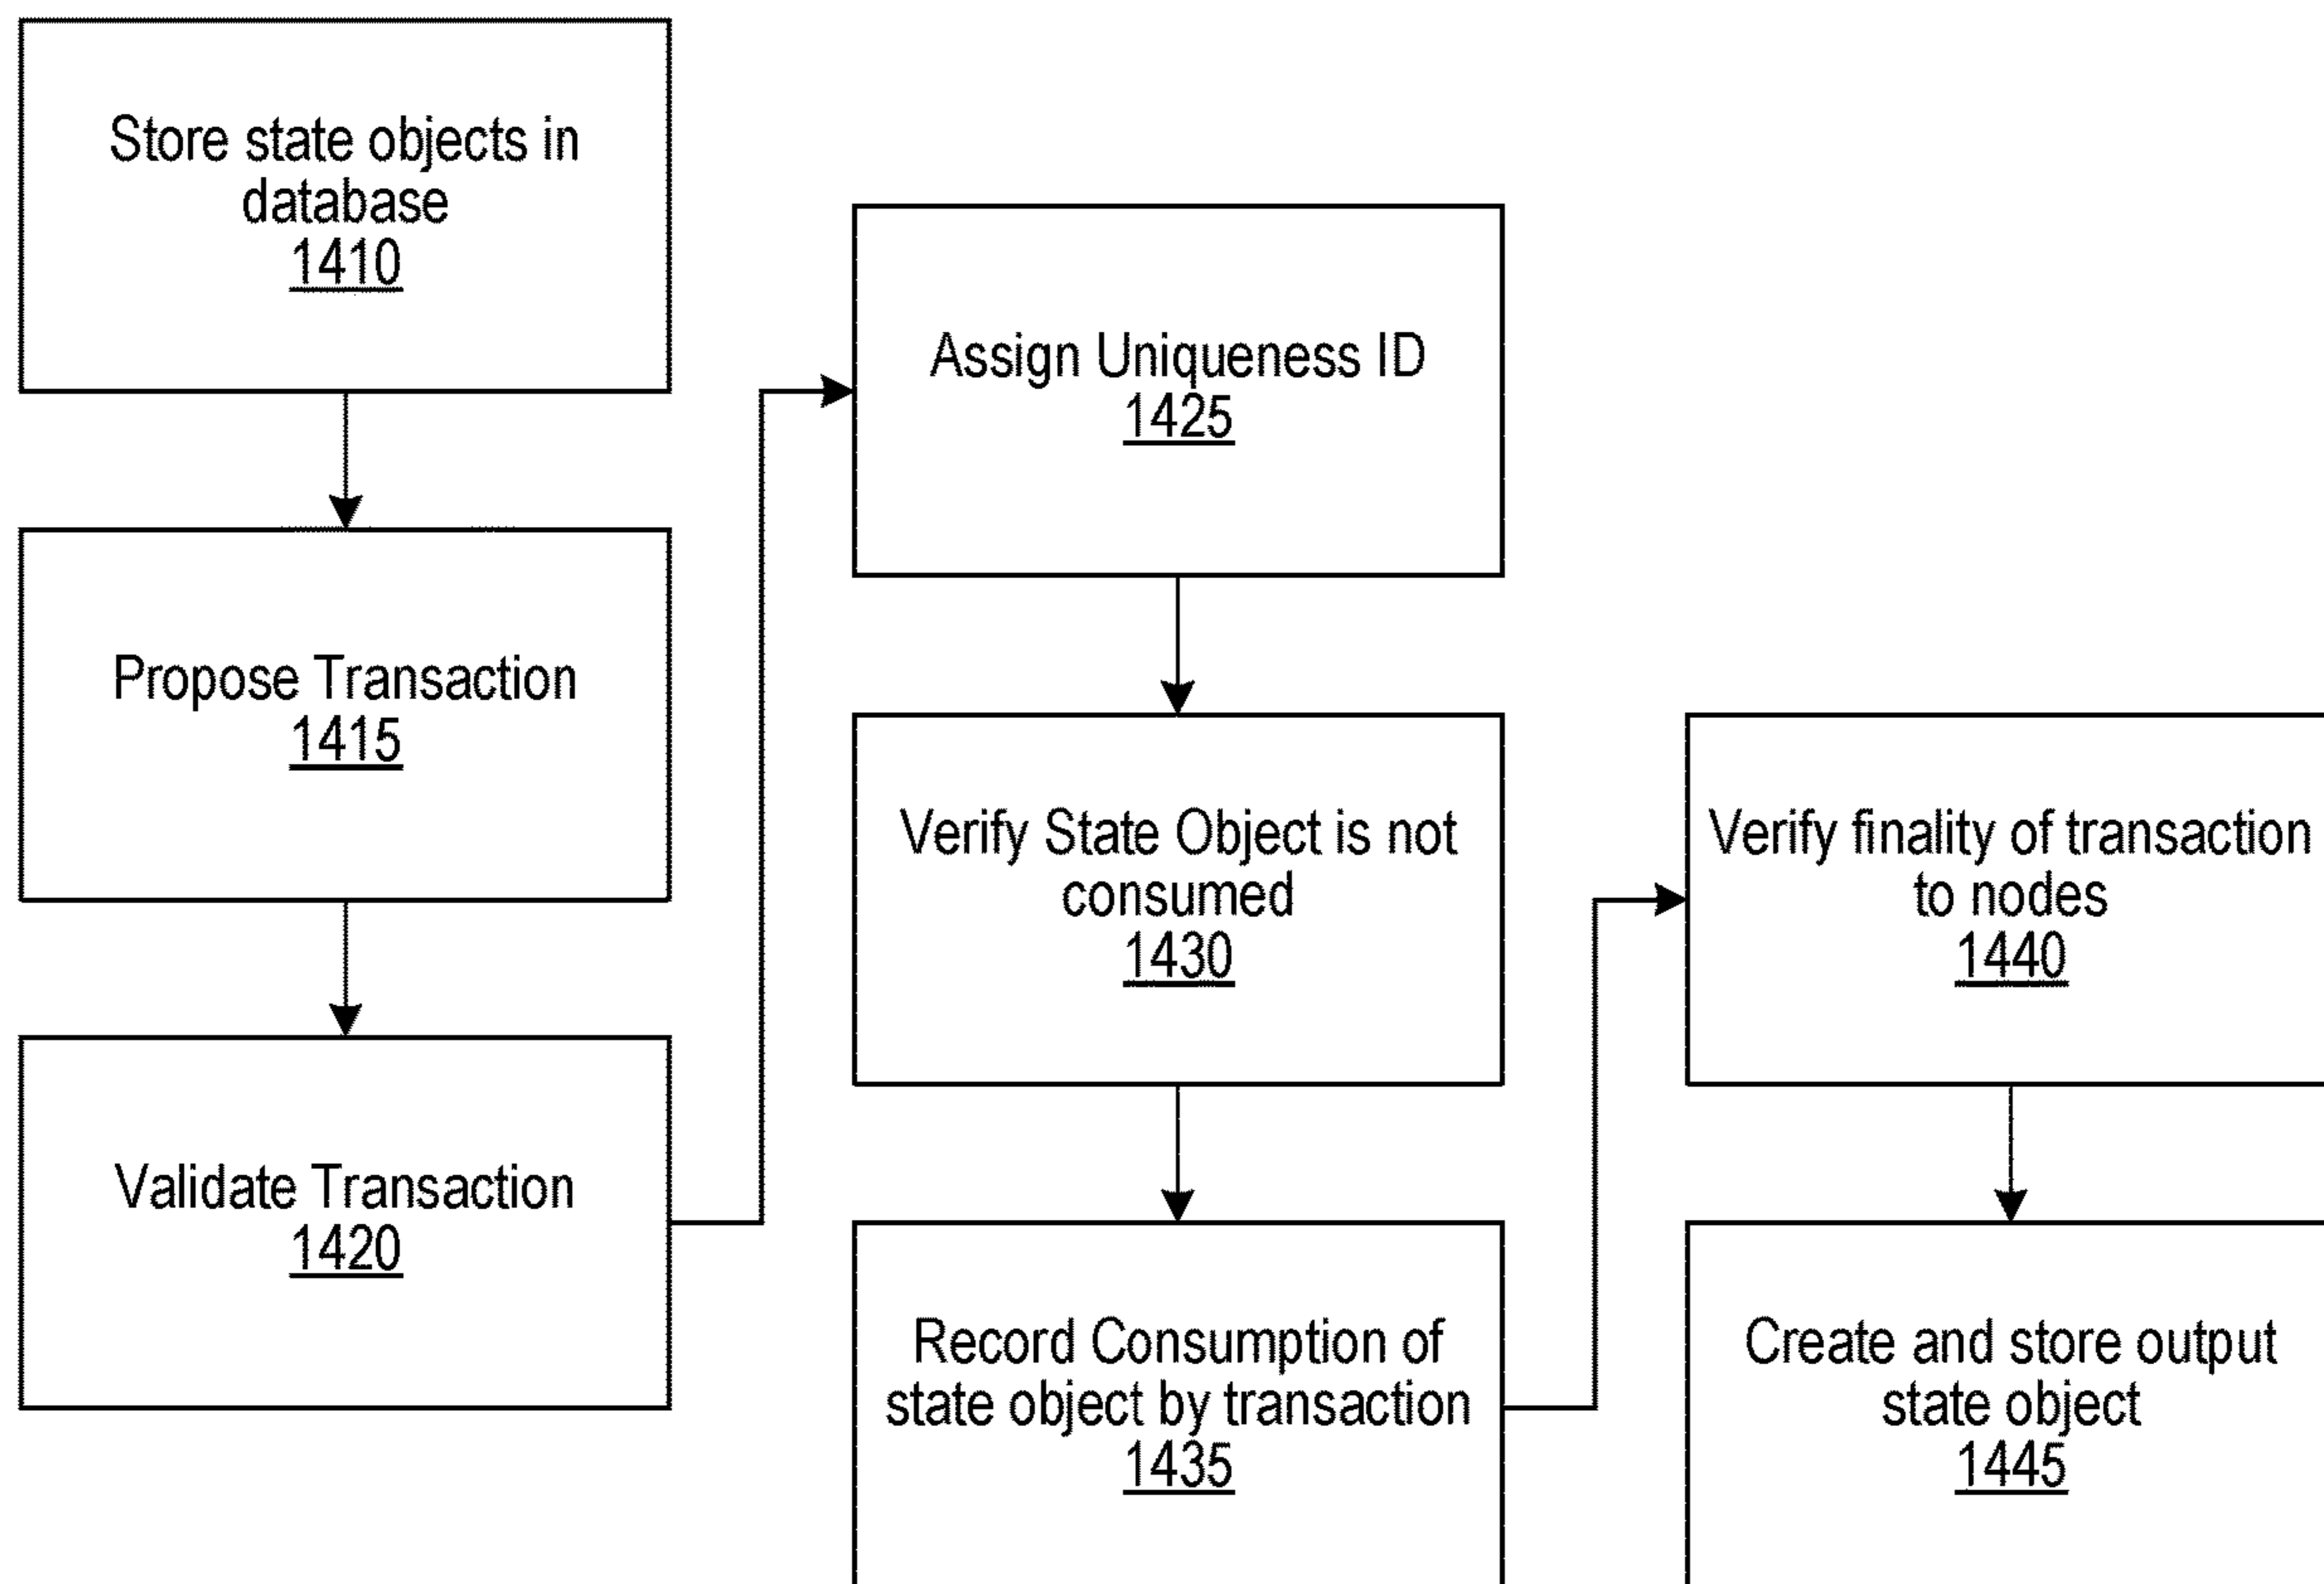 Store state objects in
database
1410
Propose Transaction
1415
Validate Transaction
1420
Assign Uniqueness ID
1425
Verify State Object is not
consumed
1430
Record Consumption of
state object by transaction
1435
Verify finality of transaction
to nodes
1440
Create and store output
state object
1445